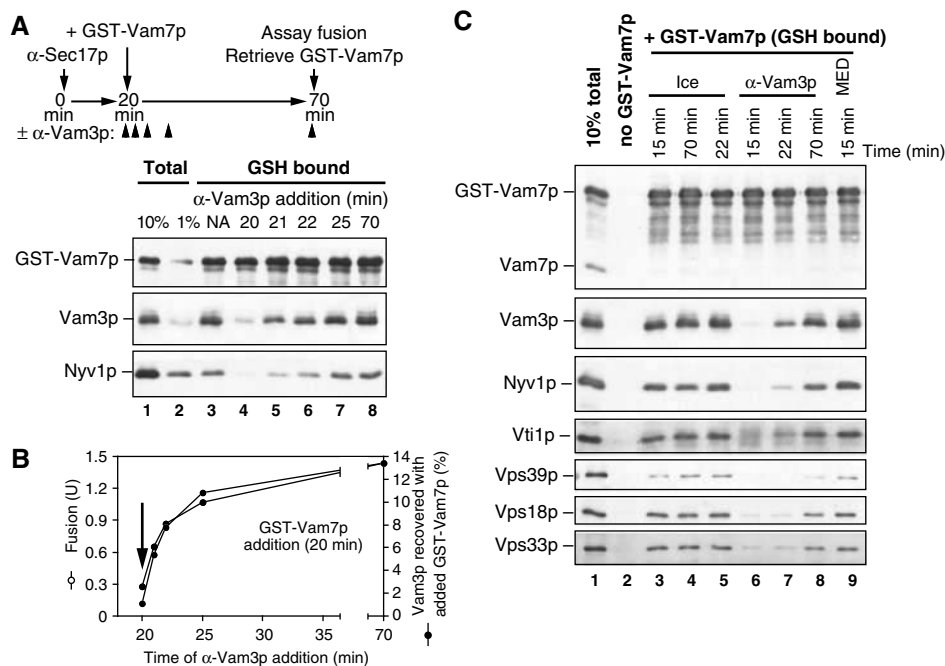 A
+ GST-Vam7p
α-Sec17p
Assay fusion
Retrieve GST-Vam7p
0 20 70
min min min
± α-Vam3p:
Total GSH bound
α-Vam3p addition (min)
10% 1% NA 20 21 22 25 70
GST-Vam7p
Vam3p
Nyv1p
1 2 3 4 5 6 7 8
B
Fusion (U)
1.5
1.2
0.9
0.6
0.3
0
GST-Vam7p
addition (20 min)
14
12
10
8
6
4
2
0
Vam3p recovered with
added GST-Vam7p (%)
20 25 30 35 70
Time of α-Vam3p addition (min)
C
+ GST-Vam7p (GSH bound)
10% total
no GST-Vam7p
Ice α-Vam3p MED
15 min 70 min 22 min 15 min 22 min 70 min 15 min Time (min)
GST-Vam7p
Vam7p
Vam3p
Nyv1p
Vti1p
Vps39p
Vps18p
Vps33p
1 2 3 4 5 6 7 8 9